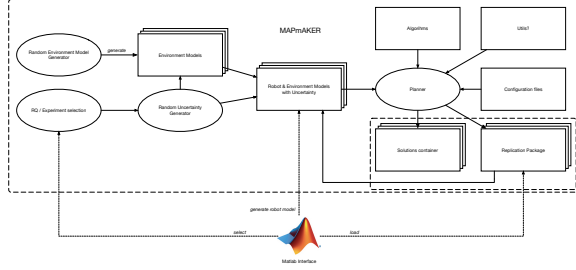 MAPmAKER
Algorithms
Utils?
Random Environment Model
Generator
generate
Environment Models
Robot & Environment Models
with Uncertainty
Planner
Configuration files
RQ / Experiment selection
Random Uncertainty
Generator
Solutions container
Replication Package
generate robot model
select
load
Matlab Interface